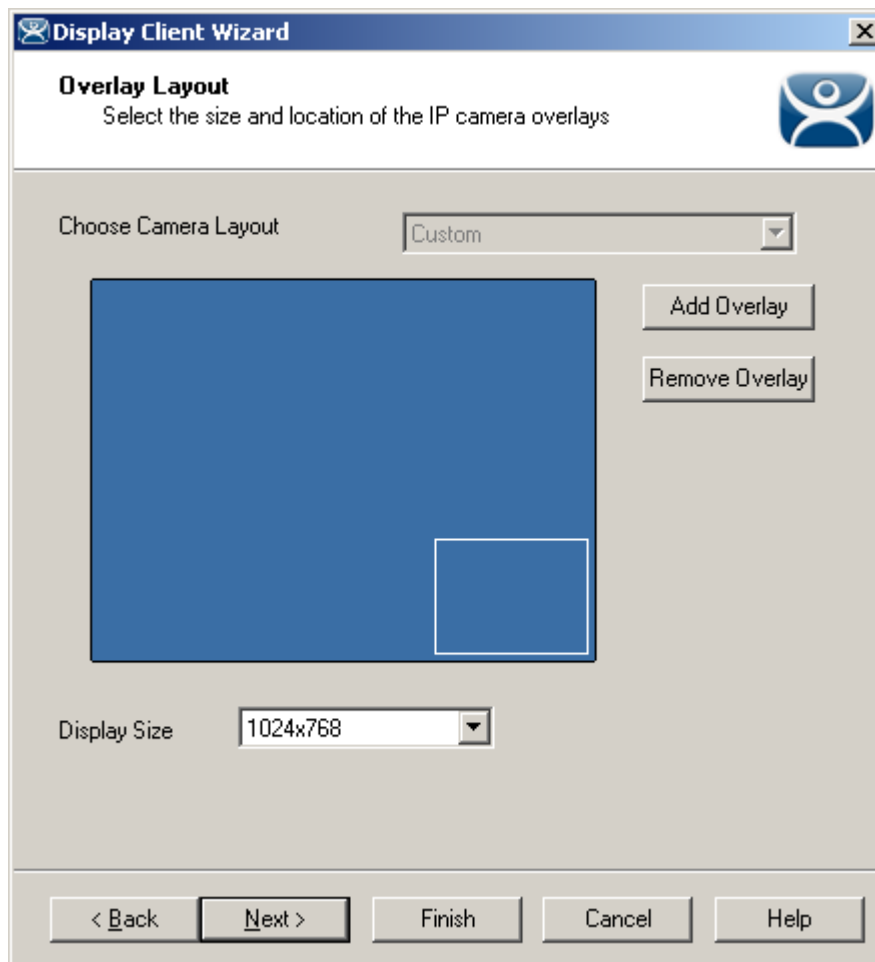 Display Client Wizard
Overlay Layout
Select the size and location of the IP camera overlays
Choose Camera Layout
Custom
Add Overlay
Remove Overlay
Display Size
1024x768
< Back
Next >
Finish
Cancel
Help